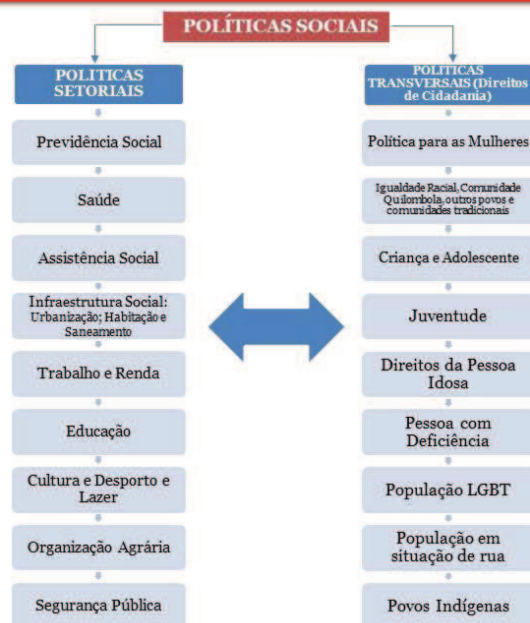 POLÍTICAS SOCIAIS
POLITICAS
SETORIAIS
Previdência Social
Saúde
Assistência Social
Infraestrutura Social:
Urbanização; Habitação e
Saneamento
Trabalho e Renda
Educação
Cultura e Desporto e
Lazer
Organização Agrária
Segurança Pública
POLÍTICAS
TRANSVERSAIS (Direitos
de Cidadania)
Política para as Mulheres
Igualdade Racial, Comunidade
Quilombola, outros povos e
comunidades tradicionais
Criança e Adolescente
Juventude
Direitos da Pessoa
Idosa
Pessoa com
Deficiência
População LGBT
População em
situação de rua
Povos Indígenas